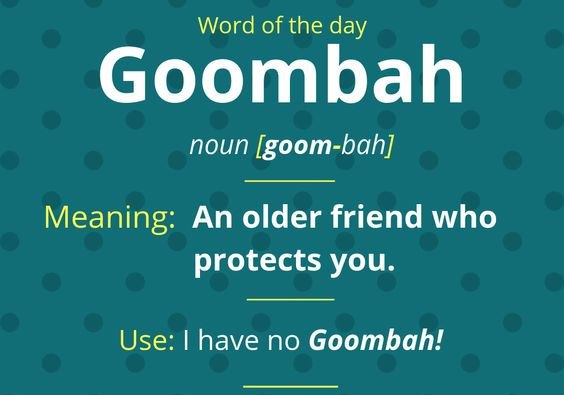 Word of the day
Goombah
noun [goom-bah]
Meaning: An older friend who
protects you.
Use: I have no Goombah!